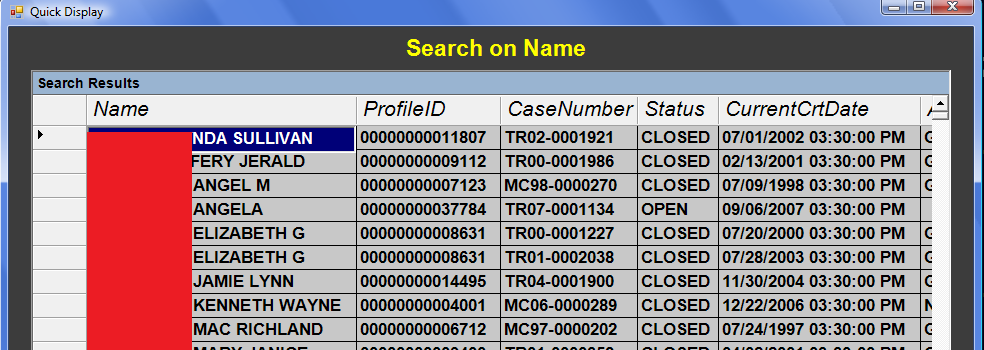 Quick Display
Search on Name
Search Results
Name ProfileID CaseNumber Status CurrentCrtDate
NDA SULLIVAN 00000000011807 TR02-0001921 CLOSED 07/01/2002 03:30:00 PM
FERY JERALD 00000000009112 TR00-0001986 CLOSED 02/13/2001 03:30:00 PM
ANGEL M 00000000007123 MC98-0000270 CLOSED 07/09/1998 03:30:00 PM
ANGELA 00000000037784 TR07-0001134 OPEN 09/06/2007 03:30:00 PM
ELIZABETH G 00000000008631 TR00-0001227 CLOSED 07/20/2000 03:30:00 PM
ELIZABETH G 00000000008631 TR01-0002038 CLOSED 07/28/2003 03:30:00 PM
JAMIE LYNN 00000000014495 TR04-0001900 CLOSED 11/30/2004 03:30:00 PM
KENNETH WAYNE 00000000004001 MC06-0000289 CLOSED 12/22/2006 03:30:00 PM
MAC RICHLAND 00000000006712 MC97-0000202 CLOSED 07/24/1997 03:30:00 PM